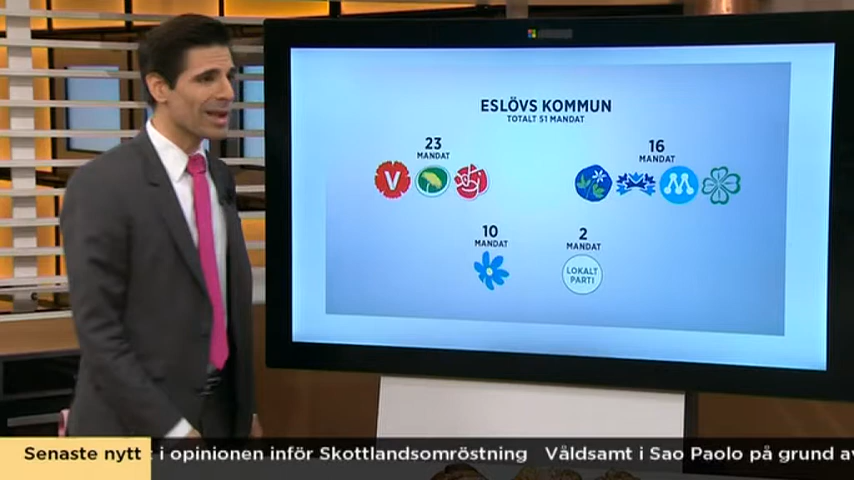 ESLÖVS KOMMUN
TOTALT 51 MANDAT
23
MANDAT
16
MANDAT
V
M
10
MANDAT
2
MANDAT
LOKALT
PARTI
Senaste nytt
i opinionen inför Skottlandsomröstning Våldsamt i Sao Paolo på grund av